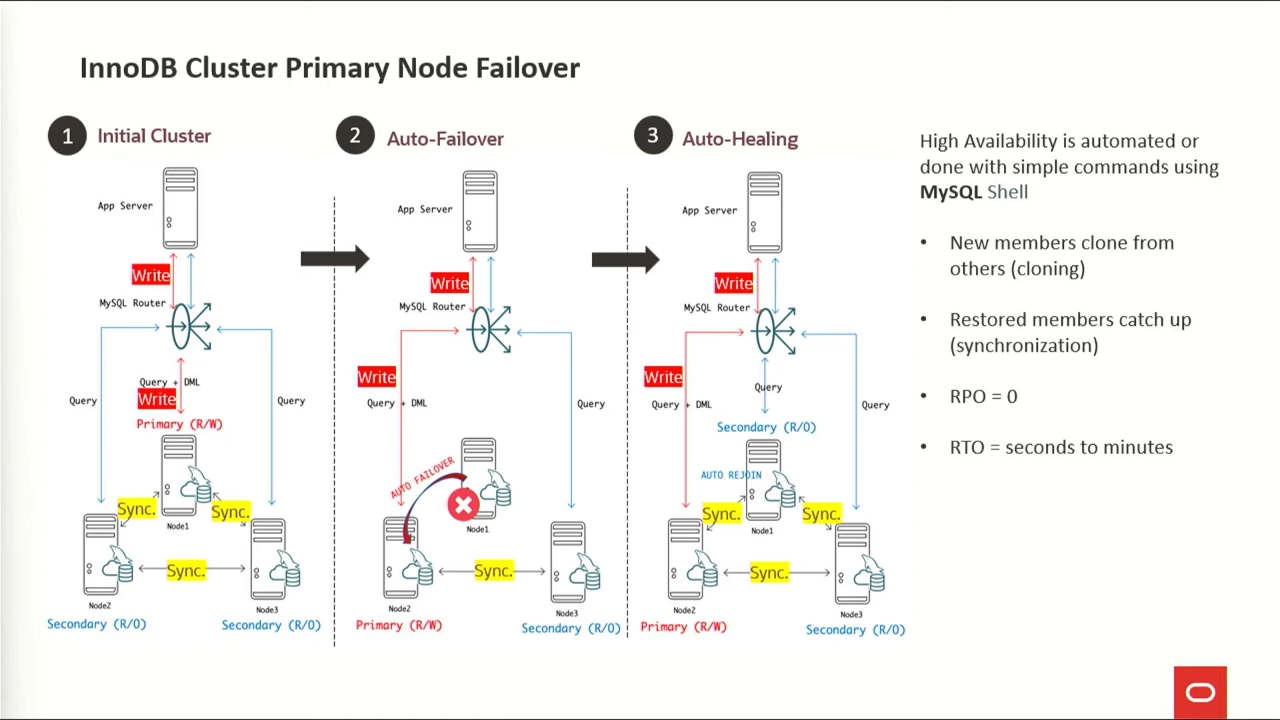 InnoDB Cluster Primary Node Failover
1 Initial Cluster
App Server
Write
MySQL Router
Query + DML
Write
Query
Query
Primary (R/W)
Sync.
Sync.
Node1
Sync.
Node2
Node3
Secondary (R/O)
Secondary (R/O)
2 Auto-Failover
App Server
Write
MySQL Router
Write
Query + DML
Query
AUTO FAILOVER
Node1
Sync.
Node2
Node3
Primary (R/W)
Secondary (R/O)
3 Auto-Healing
App Server
Write
MySQL Router
Write
Query
Query + DML
Query
Secondary (R/O)
AUTO REJOIN
Sync.
Sync.
Node1
Sync.
Node2
Node3
Primary (R/W)
Secondary (R/O)
High Availability is automated or
done with simple commands using
MySQL Shell
• New members clone from
others (cloning)
• Restored members catch up
(synchronization)
• RPO = 0
• RTO = seconds to minutes